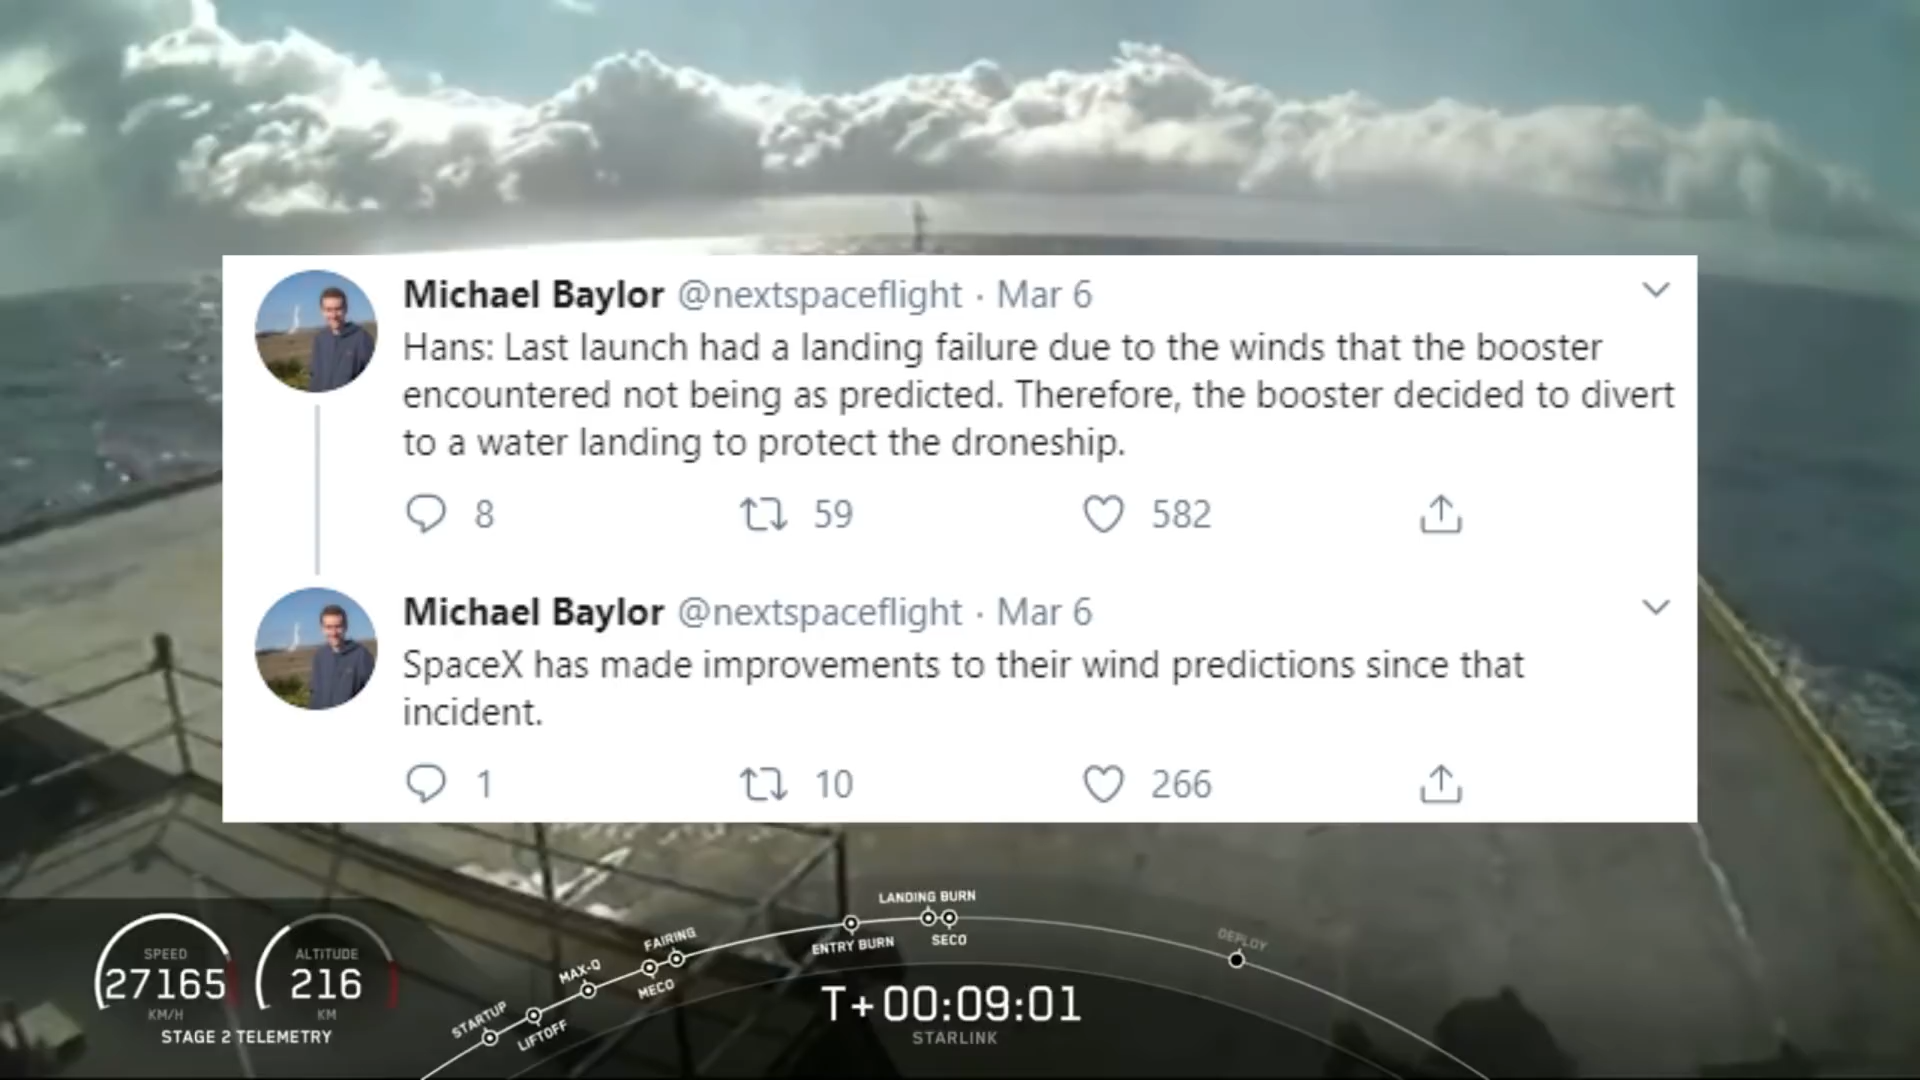 Michael Baylor @nextspaceflight · Mar 6
Hans: Last launch had a landing failure due to the winds that the booster
encountered not being as predicted. Therefore, the booster decided to divert
to a water landing to protect the droneship.
8 59 582
Michael Baylor @nextspaceflight · Mar 6
SpaceX has made improvements to their wind predictions since that
incident.
1 10 266
SPEED
27165
KM/H
ALTITUDE
216
KM
STAGE 2 TELEMETRY
STARTUP
LIFTOFF
MAX-Q
MECO
FAIRING
ENTRY BURN
LANDING BURN
SECO
DEPLOY
T+00:09:01
STARLINK